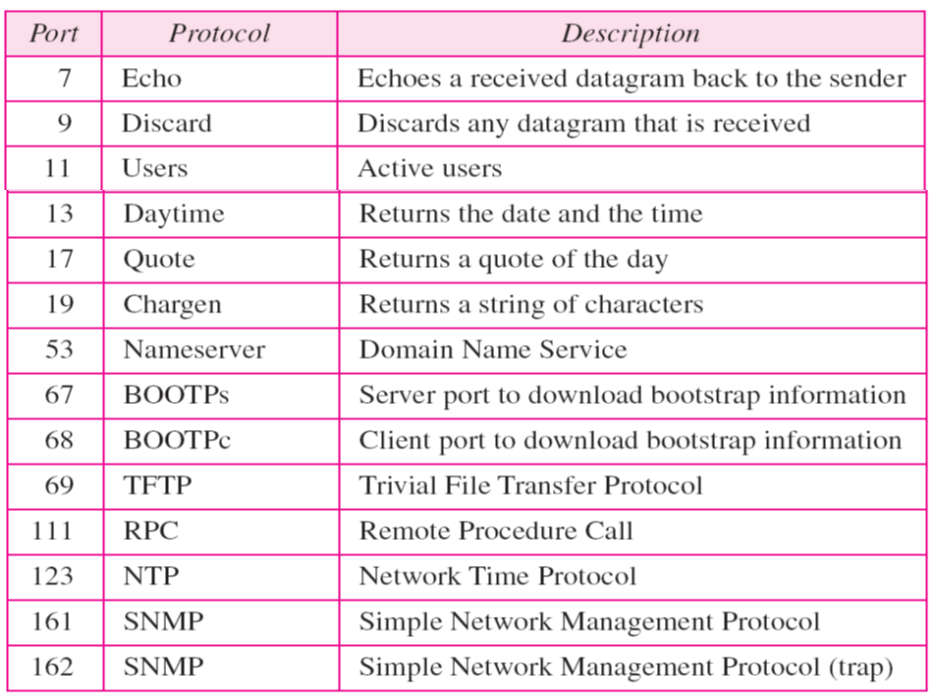 Port Protocol Description
7 Echo Echoes a received datagram back to the sender
9 Discard Discards any datagram that is received
11 Users Active users
13 Daytime Returns the date and the time
17 Quote Returns a quote of the day
19 Chargen Returns a string of characters
53 Nameserver Domain Name Service
67 BOOTPs Server port to download bootstrap information
68 BOOTPc Client port to download bootstrap information
69 TFTP Trivial File Transfer Protocol
111 RPC Remote Procedure Call
123 NTP Network Time Protocol
161 SNMP Simple Network Management Protocol
162 SNMP Simple Network Management Protocol (trap)